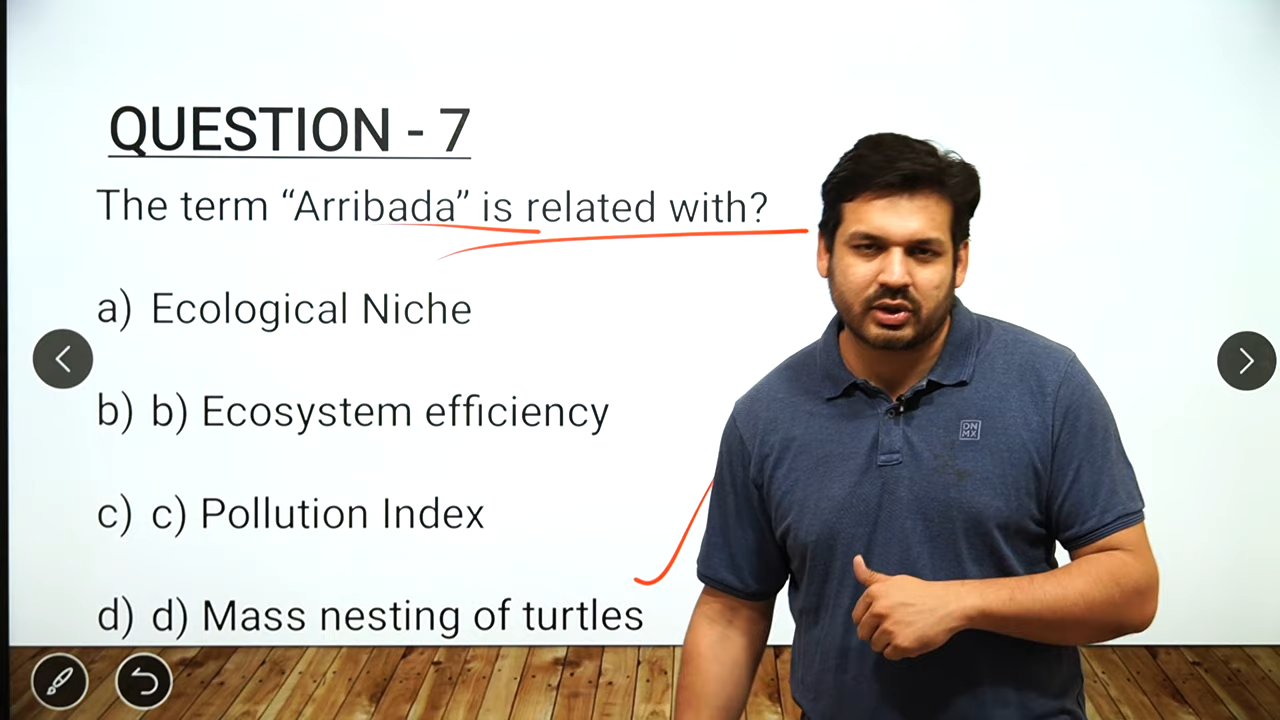 QUESTION - 7
The term “Arribada” is related with?
a) Ecological Niche
b) b) Ecosystem efficiency
c) c) Pollution Index
d) d) Mass nesting of turtles
ON
MX